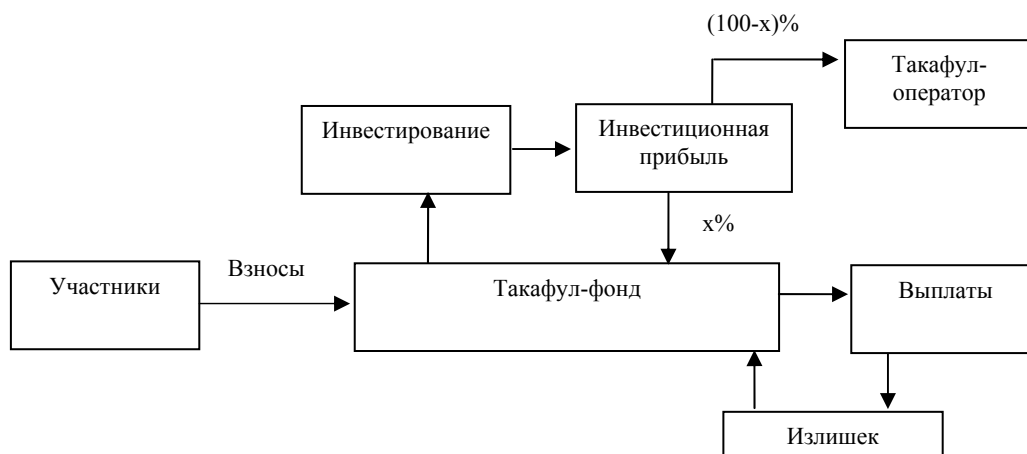 (100-x)%
Такафул-
оператор
Инвестирование
Инвестиционная
прибыль
x%
Взносы
Участники
Такафул-фонд
Выплаты
Излишек